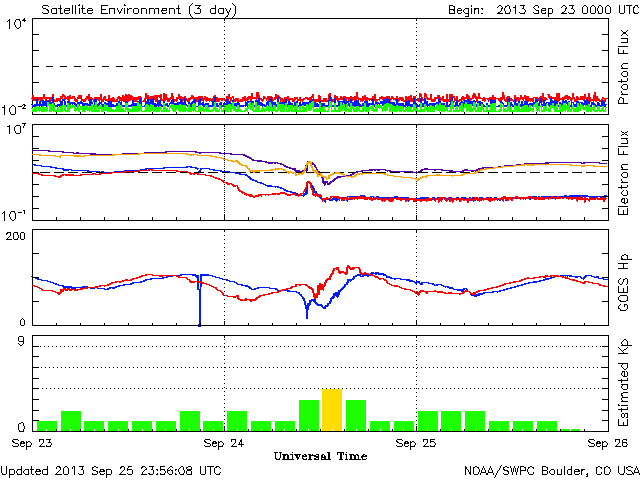 Satellite Environment (3 day)
Begin: 2013 Sep 23 0000 UTC
10⁴
10⁻²
Proton Flux
10⁷
10⁻¹
Electron Flux
200
0
GOES Hp
9
0
Estimated Kp
Sep 23 Sep 24 Sep 25 Sep 26
Universal Time
Updated 2013 Sep 25 23:56:08 UTC
NOAA/SWPC Boulder, CO USA